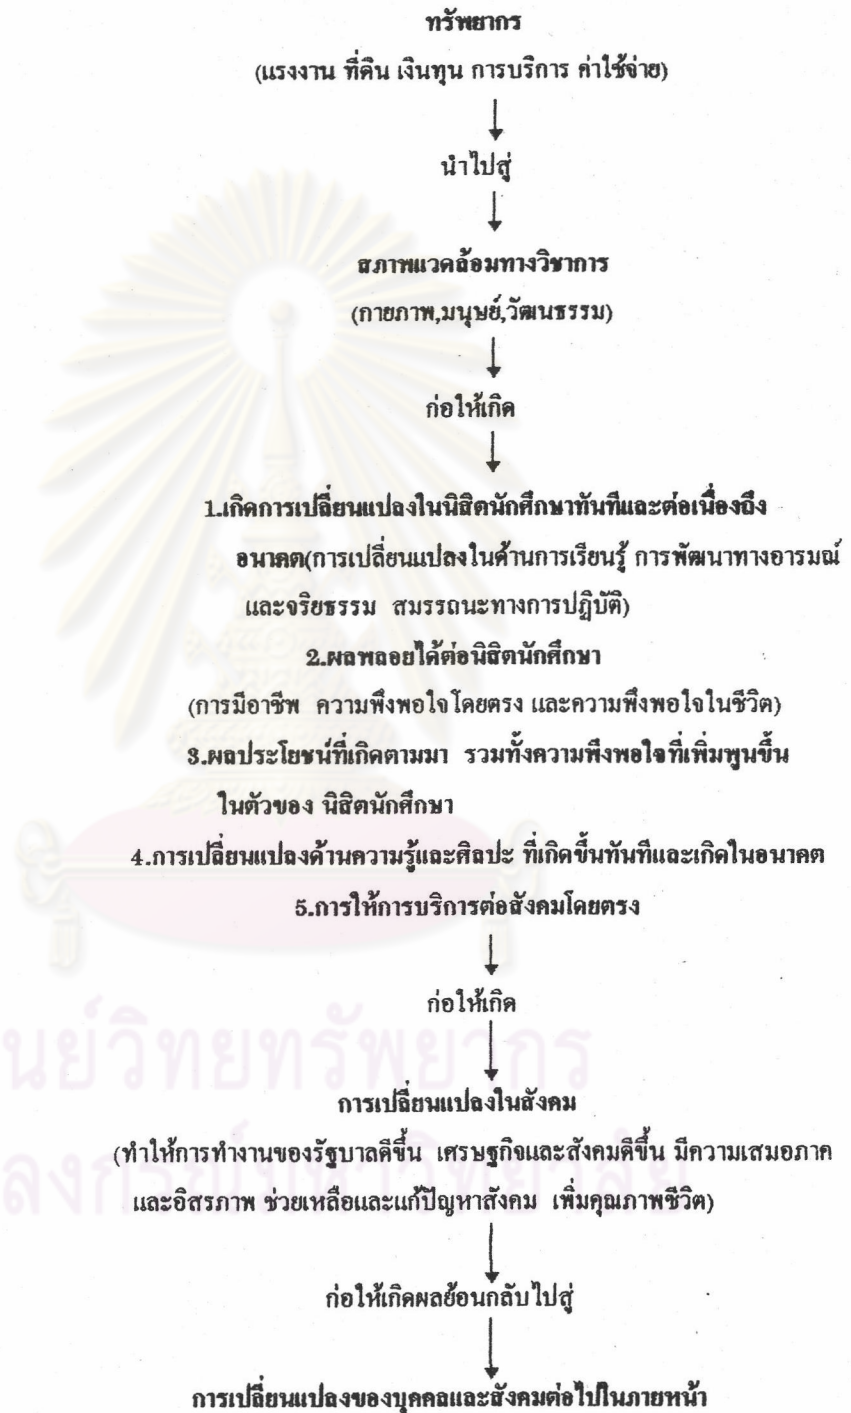 ทรัพยากร
(แรงงาน ที่ดิน เงินทุน การบริการ ค่าใช้จ่าย)
นำไปสู่
สภาพแวดล้อมทางวิชาการ
(กายภาพ,มนุษย์,วัฒนธรรม)
ก่อให้เกิด
1.เกิดการเปลี่ยนแปลงในนิสิตนักศึกษาทันทีและต่อเนื่องถึง
อนาคต(การเปลี่ยนแปลงในด้านการเรียนรู้ การพัฒนาทางอารมณ์
และจริยธรรม สมรรถนะทางการปฏิบัติ)
2.ผลพลอยได้ต่อนิสิตนักศึกษา
(การมีอาชีพ ความพึงพอใจโดยตรง และความพึงพอใจในชีวิต)
3.ผลประโยชน์ที่เกิดตามมา รวมทั้งความพึงพอใจที่เพิ่มพูนขึ้น
ในตัวของ นิสิตนักศึกษา
4.การเปลี่ยนแปลงด้านความรู้และศิลปะ ที่เกิดขึ้นทันทีและเกิดในอนาคต
5.การให้การบริการต่อสังคมโดยตรง
ก่อให้เกิด
นย์วิทยทรัพยากร
การเปลี่ยนแปลงในสังคม
(ทำให้การทำงานของรัฐบาลดีขึ้น เศรษฐกิจและสังคมดีขึ้น มีความเสมอภาค
ลงกรณ์มหาวิทยาลัย
และอิสรภาพ ช่วยเหลือและแก้ปัญหาสังคม เพิ่มคุณภาพชีวิต)
ก่อให้เกิดผลย้อนกลับไปสู่
การเปลี่ยนแปลงของบุคคลและสังคมต่อไปในภายหน้า